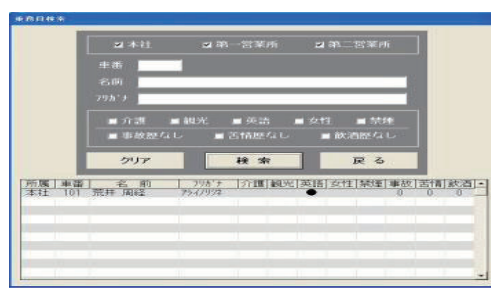 乗務員検索
本社 第一営業所 第二営業所
車番
名前
フリガナ
介護 観光 英語 女性 禁煙
事故歴なし 苦情歴なし 飲酒歴なし
クリア 検索 戻る
所属 車番 名前 フリガナ 介護 観光 英語 女性 禁煙 事故 苦情 飲酒
本社 101 荒井 周経 ● 0 0 0